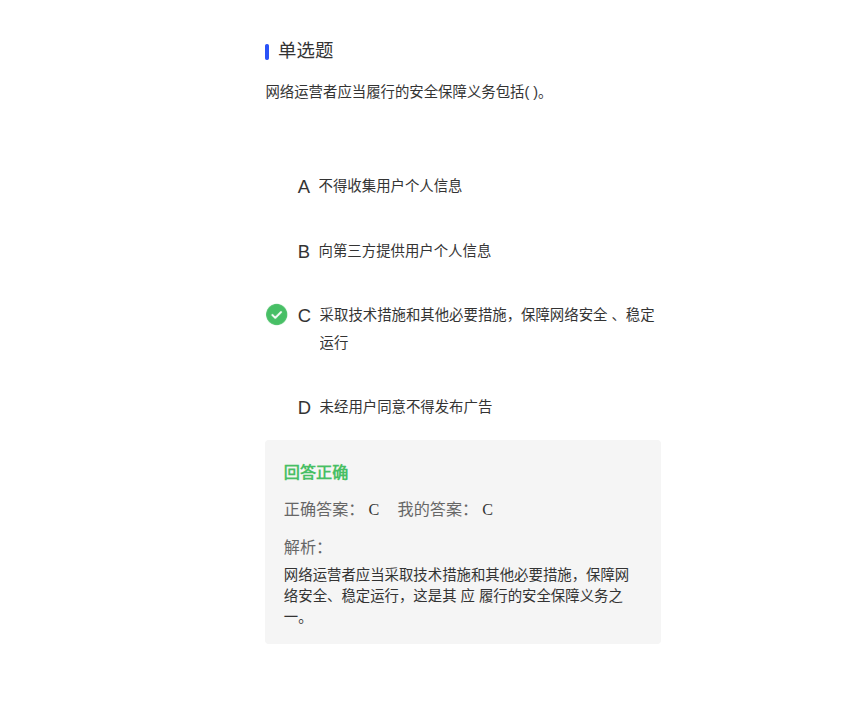 单选题
网络运营者应当履行的安全保障义务包括( )。
A 不得收集用户个人信息
B 向第三方提供用户个人信息
C 采取技术措施和其他必要措施，保障网络安全 、稳定
运行
D 未经用户同意不得发布广告
回答正确
正确答案： C 我的答案： C
解析：
网络运营者应当采取技术措施和其他必要措施，保障网
络安全、稳定运行，这是其 应 履行的安全保障义务之
一。